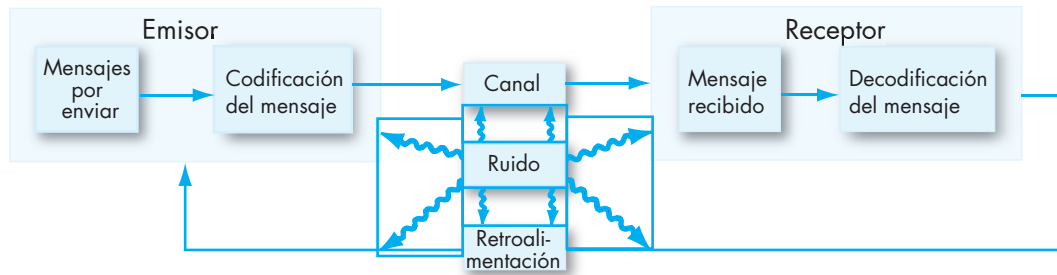 Emisor
Mensajes
por
enviar
Codificación
del mensaje
Canal
Ruido
Retroali-
mentación
Receptor
Mensaje
recibido
Decodificación
del mensaje